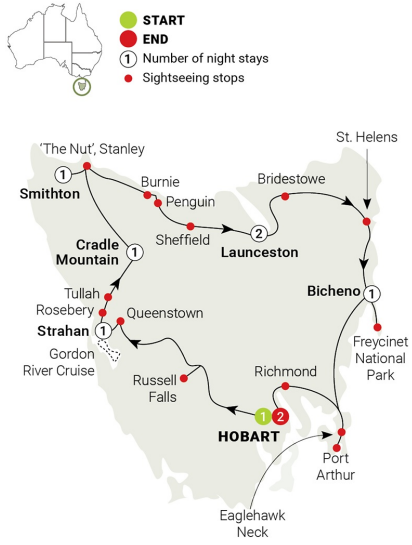 START
END
1 Number of night stays
Sightseeing stops
St. Helens
'The Nut', Stanley
1
Smithton
Burnie
Penguin
Bridestowe
Sheffield
2
Launceston
Cradle
Mountain
1
Bicheno
1
Tullah
Rosebery
Queenstown
Strahan
1
Gordon
River Cruise
Freycinet
National
Park
Russell
Falls
Richmond
1
2
HOBART
Port
Arthur
Eaglehawk
Neck